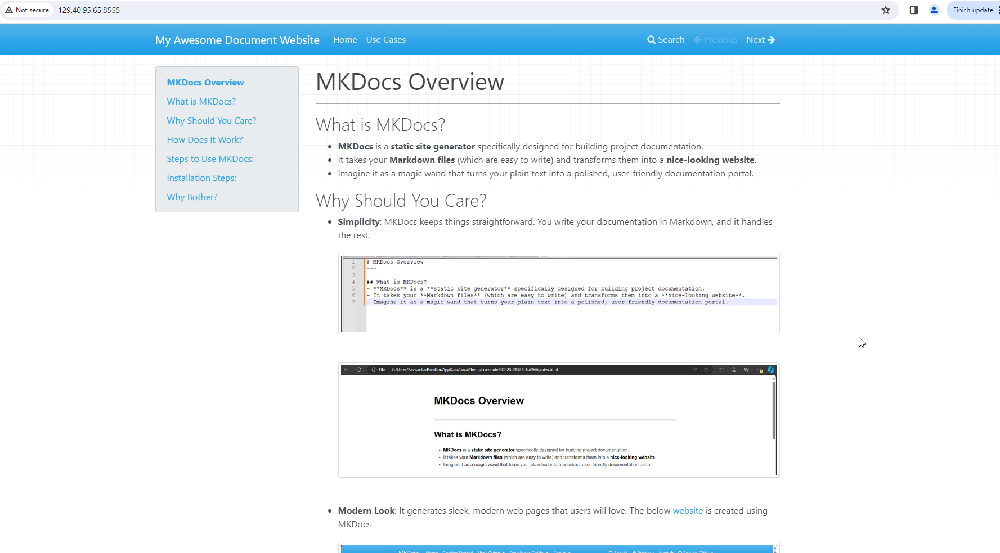 Not secure 129.40.95.65:8555 Finish update
My Awesome Document Website Home Use Cases Search Previous Next
MKDocs Overview
What is MKDocs?
Why Should You Care?
How Does It Work?
Steps to Use MKDocs:
Installation Steps:
Why Bother?
MKDocs Overview
What is MKDocs?
• MKDocs is a static site generator specifically designed for building project documentation.
• It takes your Markdown files (which are easy to write) and transforms them into a nice-looking website.
• Imagine it as a magic wand that turns your plain text into a polished, user-friendly documentation portal.
Why Should You Care?
• Simplicity: MKDocs keeps things straightforward. You write your documentation in Markdown, and it handles
the rest.
1 # MKDocs Overview
2 ---
3
4 ## What is MKDocs?
5 - **MKDocs** is a **static site generator** specifically designed for building project documentation.
6 - It takes your **Markdown files** (which are easy to write) and transforms them into a **nice-looking website**.
7 - Imagine it as a magic wand that turns your plain text into a polished, user-friendly documentation portal.
File C:/Users/RavisankarPandian/AppData/Local/Temp/crossnote202425-28536-1o3966g.utvx.html
MKDocs Overview
What is MKDocs?
• MKDocs is a static site generator specifically designed for building project documentation.
• It takes your Markdown files (which are easy to write) and transforms them into a nice-looking website.
• Imagine it as a magic wand that turns your plain text into a polished, user-friendly documentation portal.
• Modern Look: It generates sleek, modern web pages that users will love. The below website is created using
MKDocs
MkDocs Home Getting Started User Guide Developer Guide About Search Previous Next Edit on GitHub